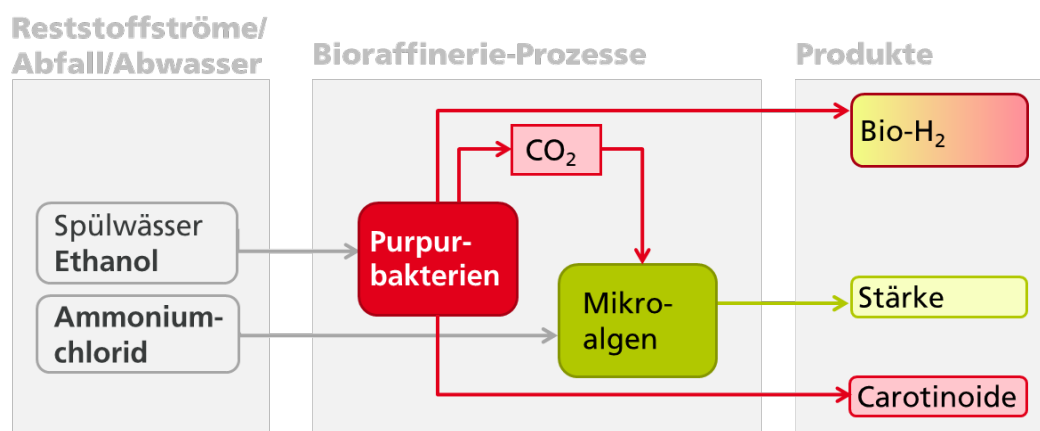 Reststoffströme/
Abfall/Abwasser
Bioraffinerie-Prozesse
Produkte
Bio-H₂
CO₂
Spülwässer
Ethanol
Purpur-
bakterien
Ammonium-
chlorid
Mikro-
algen
Stärke
Carotinoide